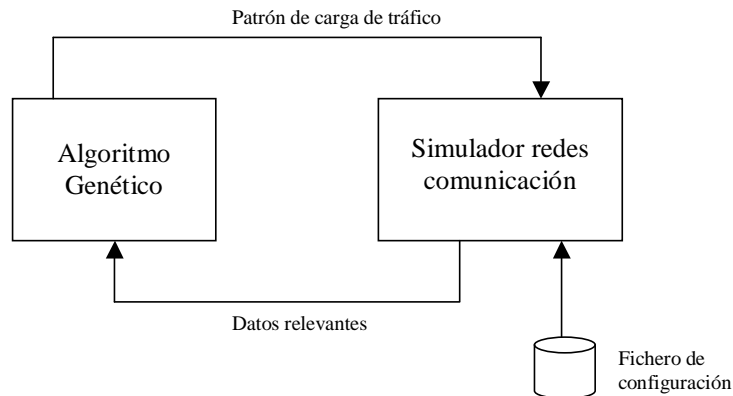 Patrón de carga de tráfico
Algoritmo
Genético
Simulador redes
comunicación
Datos relevantes
Fichero de
configuración